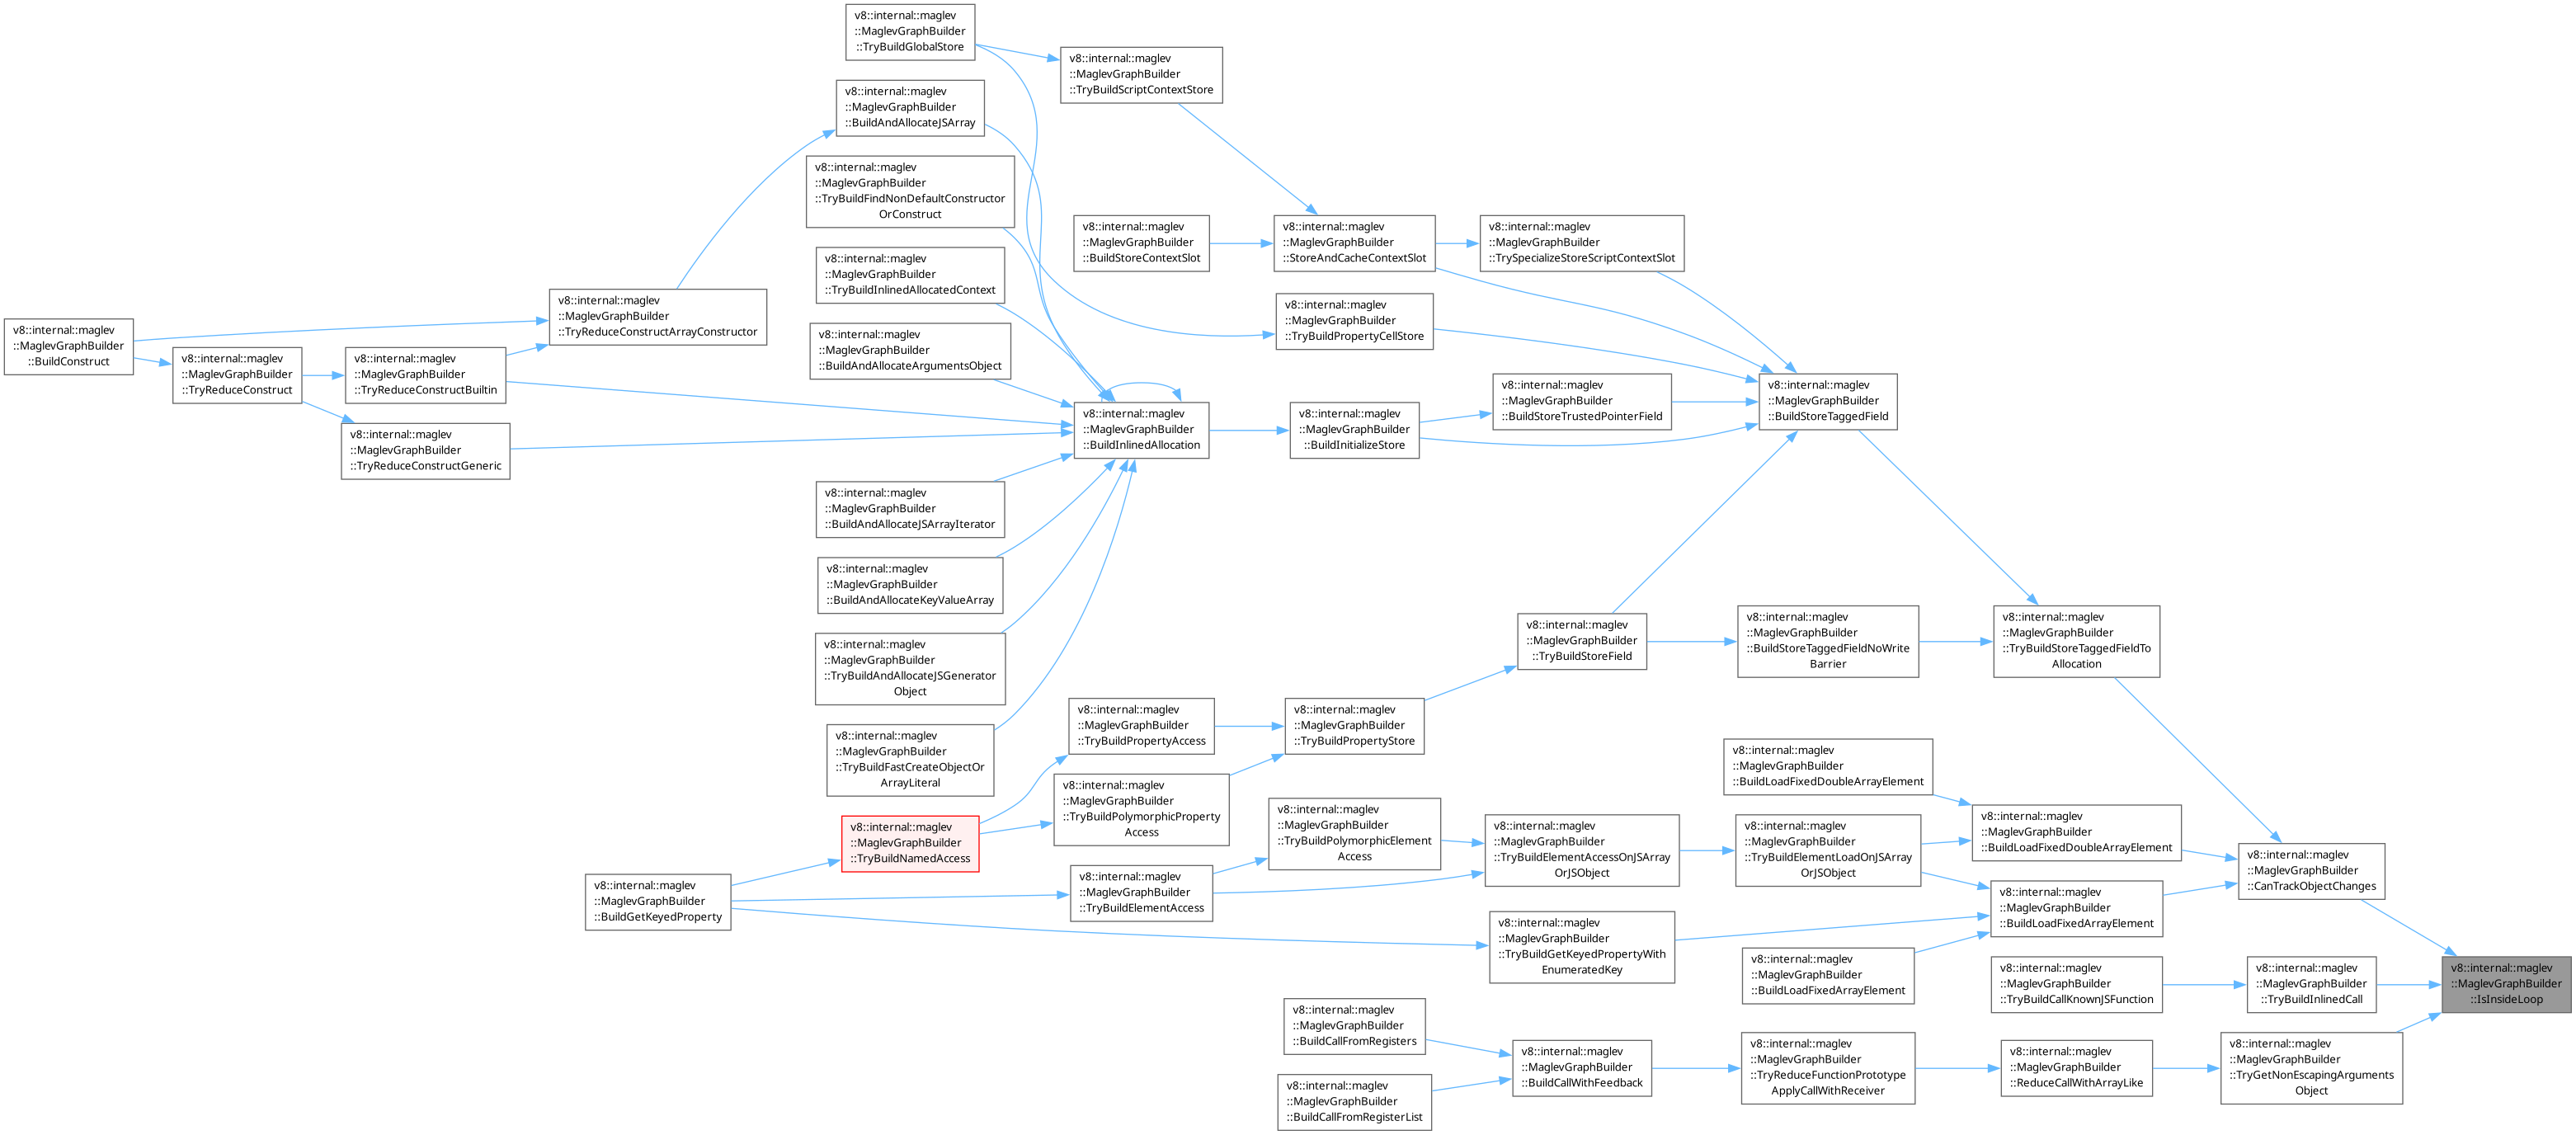 v8::internal::maglev
::MaglevGraphBuilder
::TryBuildGlobalStore
v8::internal::maglev
::MaglevGraphBuilder
::TryBuildScriptContextStore
v8::internal::maglev
::MaglevGraphBuilder
::BuildAndAllocateJSArray
v8::internal::maglev
::MaglevGraphBuilder
::TryBuildFindNonDefaultConstructor
OrConstruct
v8::internal::maglev
::MaglevGraphBuilder
::BuildStoreContextSlot
v8::internal::maglev
::MaglevGraphBuilder
::StoreAndCacheContextSlot
v8::internal::maglev
::MaglevGraphBuilder
::TrySpecializeStoreScriptContextSlot
v8::internal::maglev
::MaglevGraphBuilder
::TryBuildInlinedAllocatedContext
v8::internal::maglev
::MaglevGraphBuilder
::TryReduceConstructArrayConstructor
v8::internal::maglev
::MaglevGraphBuilder
::TryBuildPropertyCellStore
v8::internal::maglev
::MaglevGraphBuilder
::BuildConstruct
v8::internal::maglev
::MaglevGraphBuilder
::TryReduceConstruct
v8::internal::maglev
::MaglevGraphBuilder
::TryReduceConstructBuiltin
v8::internal::maglev
::MaglevGraphBuilder
::BuildAndAllocateArgumentsObject
v8::internal::maglev
::MaglevGraphBuilder
::BuildStoreTrustedPointerField
v8::internal::maglev
::MaglevGraphBuilder
::BuildStoreTaggedField
v8::internal::maglev
::MaglevGraphBuilder
::TryReduceConstructGeneric
v8::internal::maglev
::MaglevGraphBuilder
::BuildInlinedAllocation
v8::internal::maglev
::MaglevGraphBuilder
::BuildInitializeStore
v8::internal::maglev
::MaglevGraphBuilder
::BuildAndAllocateJSArrayIterator
v8::internal::maglev
::MaglevGraphBuilder
::BuildAndAllocateKeyValueArray
v8::internal::maglev
::MaglevGraphBuilder
::TryBuildAndAllocateJSGenerator
Object
v8::internal::maglev
::MaglevGraphBuilder
::TryBuildStoreField
v8::internal::maglev
::MaglevGraphBuilder
::BuildStoreTaggedFieldNoWrite
Barrier
v8::internal::maglev
::MaglevGraphBuilder
::TryBuildStoreTaggedFieldTo
Allocation
v8::internal::maglev
::MaglevGraphBuilder
::TryBuildFastCreateObjectOr
ArrayLiteral
v8::internal::maglev
::MaglevGraphBuilder
::TryBuildPropertyAccess
v8::internal::maglev
::MaglevGraphBuilder
::TryBuildPropertyStore
v8::internal::maglev
::MaglevGraphBuilder
::BuildLoadFixedDoubleArrayElement
v8::internal::maglev
::MaglevGraphBuilder
::TryBuildPolymorphicProperty
Access
v8::internal::maglev
::MaglevGraphBuilder
::TryBuildNamedAccess
v8::internal::maglev
::MaglevGraphBuilder
::TryBuildPolymorphicElement
Access
v8::internal::maglev
::MaglevGraphBuilder
::TryBuildElementAccessOnJSArray
OrJSObject
v8::internal::maglev
::MaglevGraphBuilder
::TryBuildElementLoadOnJSArray
OrJSObject
v8::internal::maglev
::MaglevGraphBuilder
::BuildLoadFixedDoubleArrayElement
v8::internal::maglev
::MaglevGraphBuilder
::CanTrackObjectChanges
v8::internal::maglev
::MaglevGraphBuilder
::BuildGetKeyedProperty
v8::internal::maglev
::MaglevGraphBuilder
::TryBuildElementAccess
v8::internal::maglev
::MaglevGraphBuilder
::BuildLoadFixedArrayElement
v8::internal::maglev
::MaglevGraphBuilder
::TryBuildGetKeyedPropertyWith
EnumeratedKey
v8::internal::maglev
::MaglevGraphBuilder
::BuildLoadFixedArrayElement
v8::internal::maglev
::MaglevGraphBuilder
::TryBuildCallKnownJSFunction
v8::internal::maglev
::MaglevGraphBuilder
::TryBuildInlinedCall
v8::internal::maglev
::MaglevGraphBuilder
::IsInsideLoop
v8::internal::maglev
::MaglevGraphBuilder
::BuildCallFromRegisters
v8::internal::maglev
::MaglevGraphBuilder
::BuildCallFromRegisterList
v8::internal::maglev
::MaglevGraphBuilder
::BuildCallWithFeedback
v8::internal::maglev
::MaglevGraphBuilder
::TryReduceFunctionPrototype
ApplyCallWithReceiver
v8::internal::maglev
::MaglevGraphBuilder
::ReduceCallWithArrayLike
v8::internal::maglev
::MaglevGraphBuilder
::TryGetNonEscapingArguments
Object